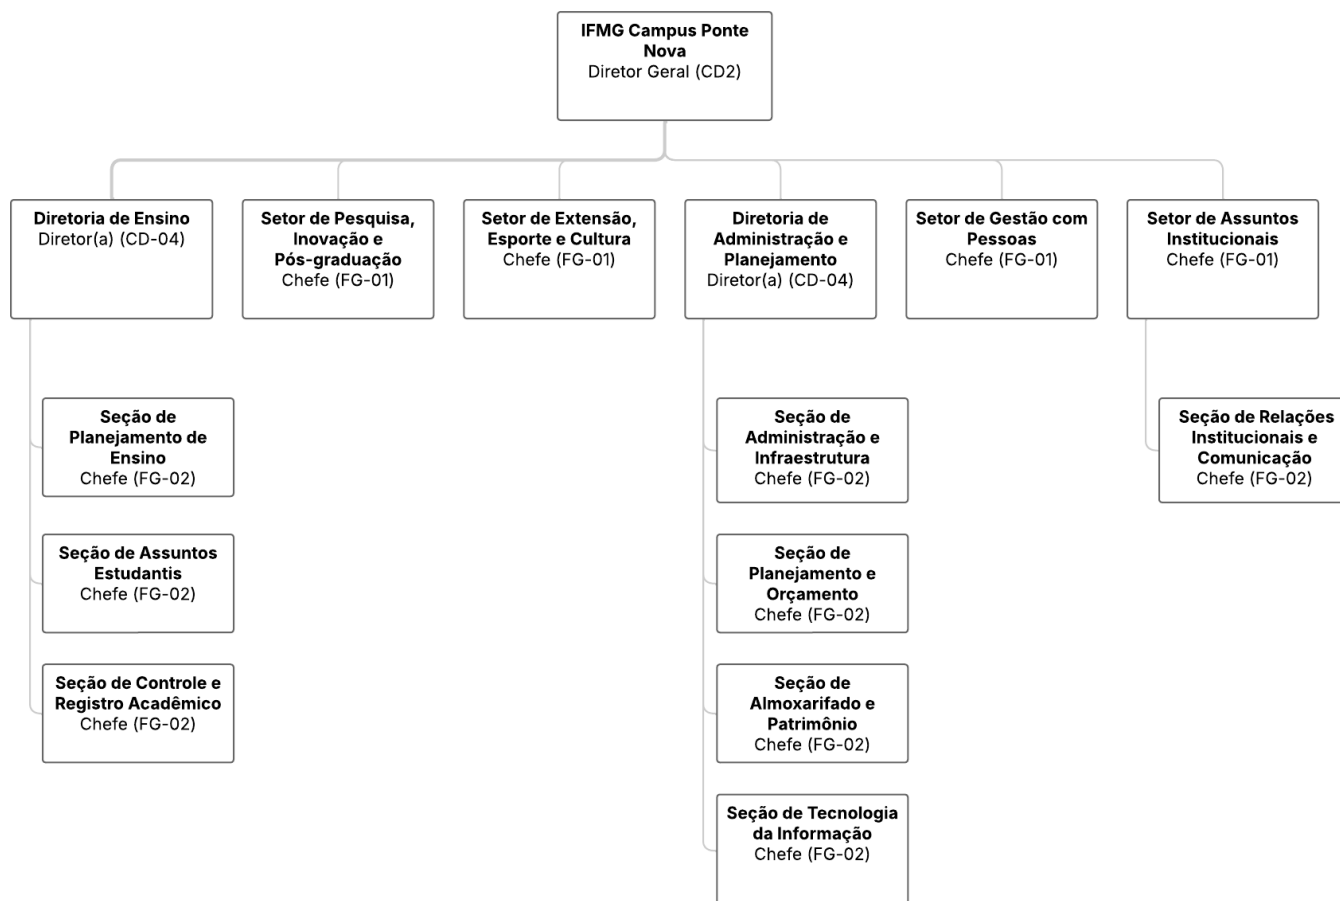 IFMG Campus Ponte
Nova
Diretor Geral (CD2)
Diretoria de Ensino
Diretor(a) (CD-04)
Setor de Pesquisa,
Inovação e
Pós-graduação
Chefe (FG-01)
Setor de Extensão,
Esporte e Cultura
Chefe (FG-01)
Diretoria de
Administração e
Planejamento
Diretor(a) (CD-04)
Setor de Gestão com
Pessoas
Chefe (FG-01)
Setor de Assuntos
Institucionais
Chefe (FG-01)
Seção de
Planejamento de
Ensino
Chefe (FG-02)
Seção de Assuntos
Estudantis
Chefe (FG-02)
Seção de Controle e
Registro Acadêmico
Chefe (FG-02)
Seção de
Administração e
Infraestrutura
Chefe (FG-02)
Seção de
Planejamento e
Orçamento
Chefe (FG-02)
Seção de
Almoxarifado e
Patrimônio
Chefe (FG-02)
Seção de Tecnologia
da Informação
Chefe (FG-02)
Seção de Relações
Institucionais e
Comunicação
Chefe (FG-02)